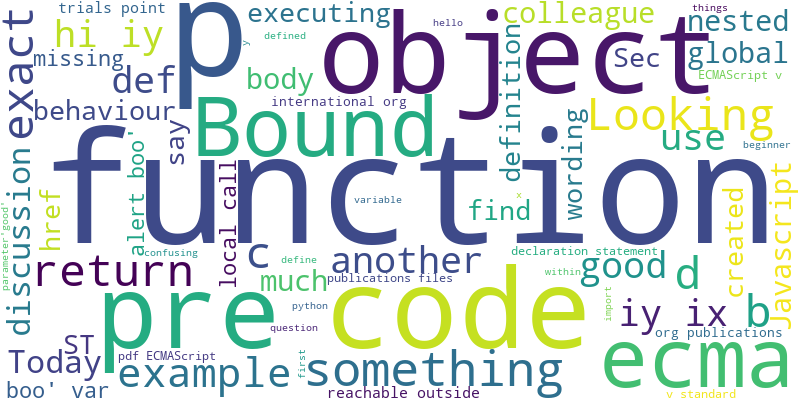 trials point
executing
hello
colleague
things
nested
hi iy
p
object
defined
y
Sec
global
missing
exact
def
body
definition
ECMAScript v
behaviour
international org
Looking
say
Bound
wording
use
beginner
function
discussion
href
alert boo'
local call
variable
find
x
created
Javascript
parameter'good'
confusing
c
another
declaration statement
return
define
much
publications files
within
good
d
pre
code
python
import
iy ix
b
ST
question
org publications
Today
pdf ECMAScript
first
ecma
example
something
boo' var
reachable outside
v standard